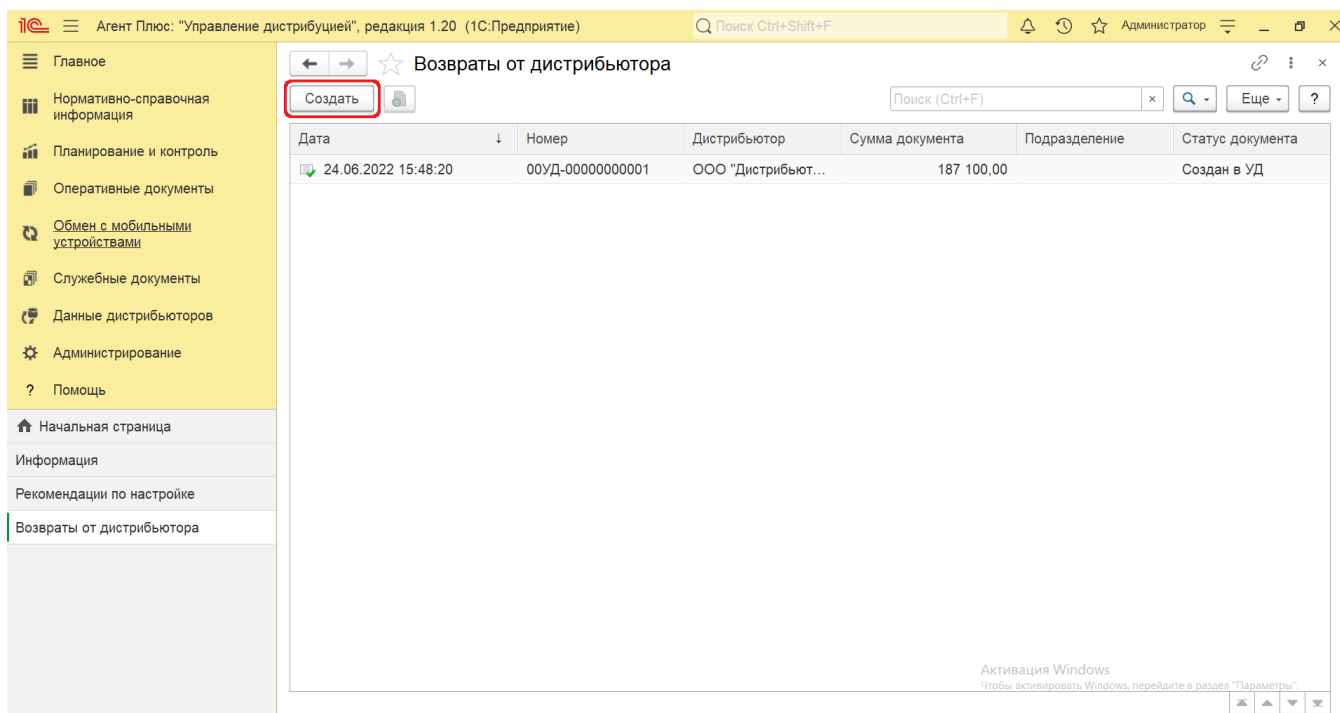 1С Агент Плюс: "Управление дистрибуцией", редакция 1.20 (1С:Предприятие) Поиск Ctrl+Shift+F Администратор
Главное
Нормативно-справочная
информация
Планирование и контроль
Оперативные документы
Обмен с мобильными
устройствами
Служебные документы
Данные дистрибьюторов
Администрирование
? Помощь
Начальная страница
Информация
Рекомендации по настройке
Возвраты от дистрибьютора
Возвраты от дистрибьютора
Создать Поиск (Ctrl+F) × Еще ?
Дата ↓ Номер Дистрибьютор Сумма документа Подразделение Статус документа
24.06.2022 15:48:20 00УД-00000000001 ООО "Дистрибьют... 187 100,00 Создан в УД
Активация Windows
Чтобы активировать Windows, перейдите в раздел "Параметры".